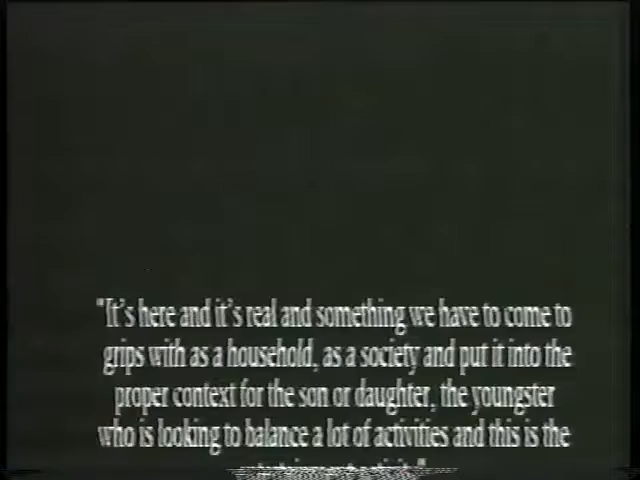 "It's here and it's real and something we have to come to
grips with as a household, as a society and put it into the
proper context for the son or daughter, the youngster
who is looking to balance a lot of activities and this is the